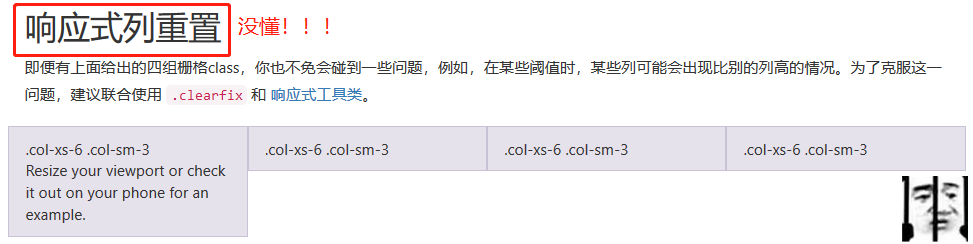 响应式列重置 没懂！！！
即便有上面给出的四组栅格class，你也不免会碰到一些问题，例如，在某些阈值时，某些列可能会出现比别的列高的情况。为了克服这一
问题，建议联合使用 .clearfix 和 响应式工具类。
.col-xs-6 .col-sm-3
Resize your viewport or check
it out on your phone for an
example.
.col-xs-6 .col-sm-3
.col-xs-6 .col-sm-3
.col-xs-6 .col-sm-3